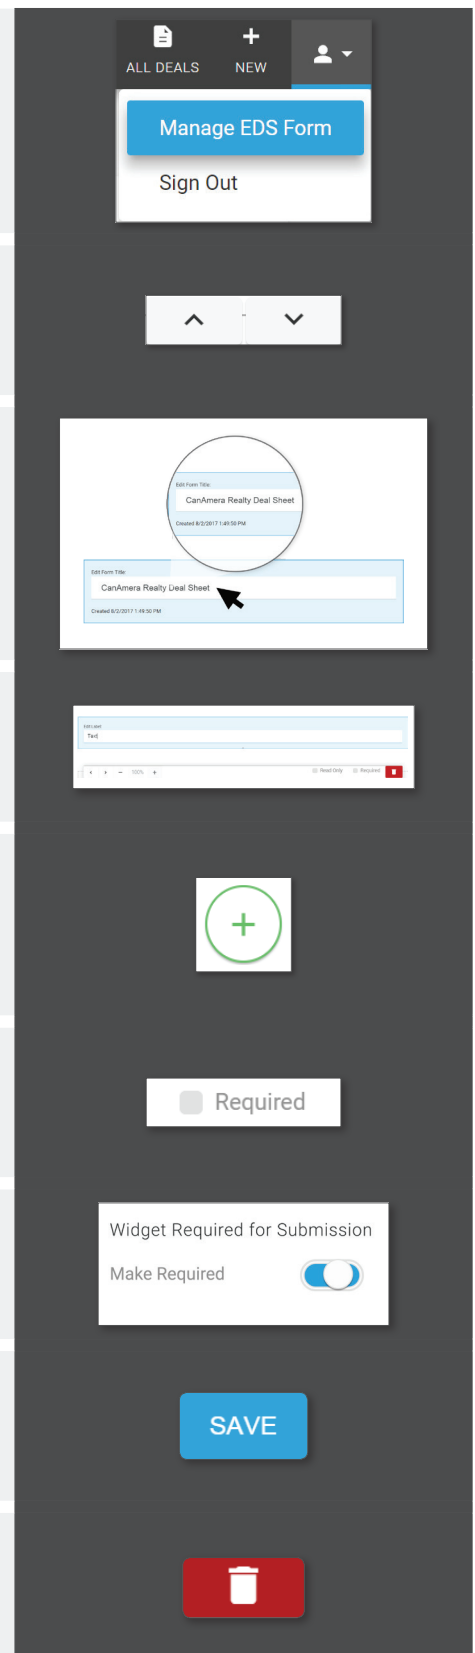 ALL DEALS NEW
Manage EDS Form
Sign Out
Edit Form Title:
CanAmera Realty Deal Sheet
Created 8/2/2017 1:49:50 PM
Edit Form Title:
CanAmera Realty Deal Sheet
Created 8/2/2017 1:49:50 PM
Edit Label:
Text
100% Read Only Required
Required
Widget Required for Submission
Make Required
SAVE